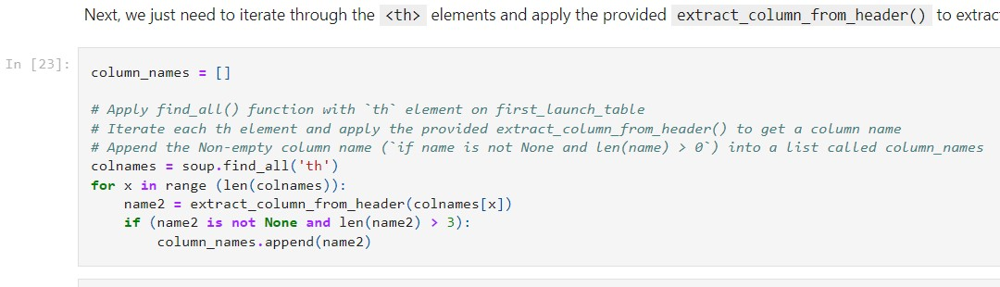 Next, we just need to iterate through the <th> elements and apply the provided extract_column_from_header() to extrac
In [23]:
column_names = []
# Apply find_all() function with `th` element on first_launch_table
# Iterate each th element and apply the provided extract_column_from_header() to get a column name
# Append the Non-empty column name (`if name is not None and len(name) > 0`) into a list called column_names
colnames = soup.find_all('th')
for x in range (len(colnames)):
    name2 = extract_column_from_header(colnames[x])
    if (name2 is not None and len(name2) > 3):
        column_names.append(name2)